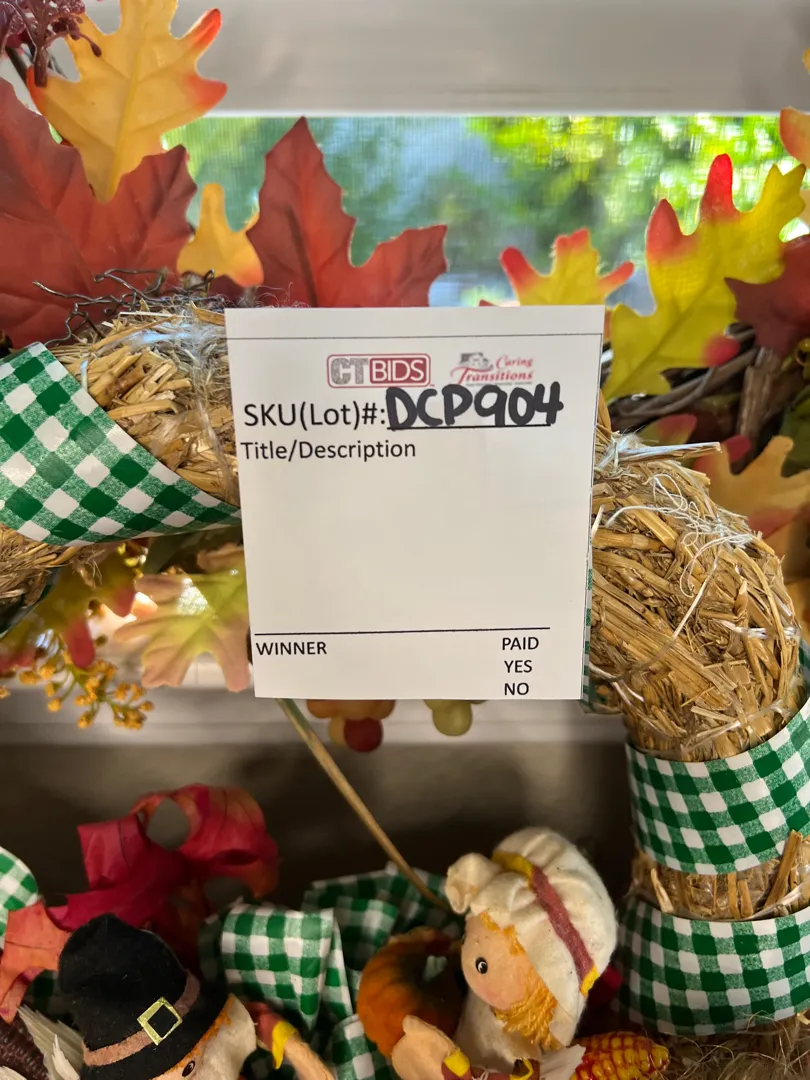 CTBIDS Caring Transitions
SKU(Lot)#:DCP904
Title/Description
WINNER PAID
YES
NO